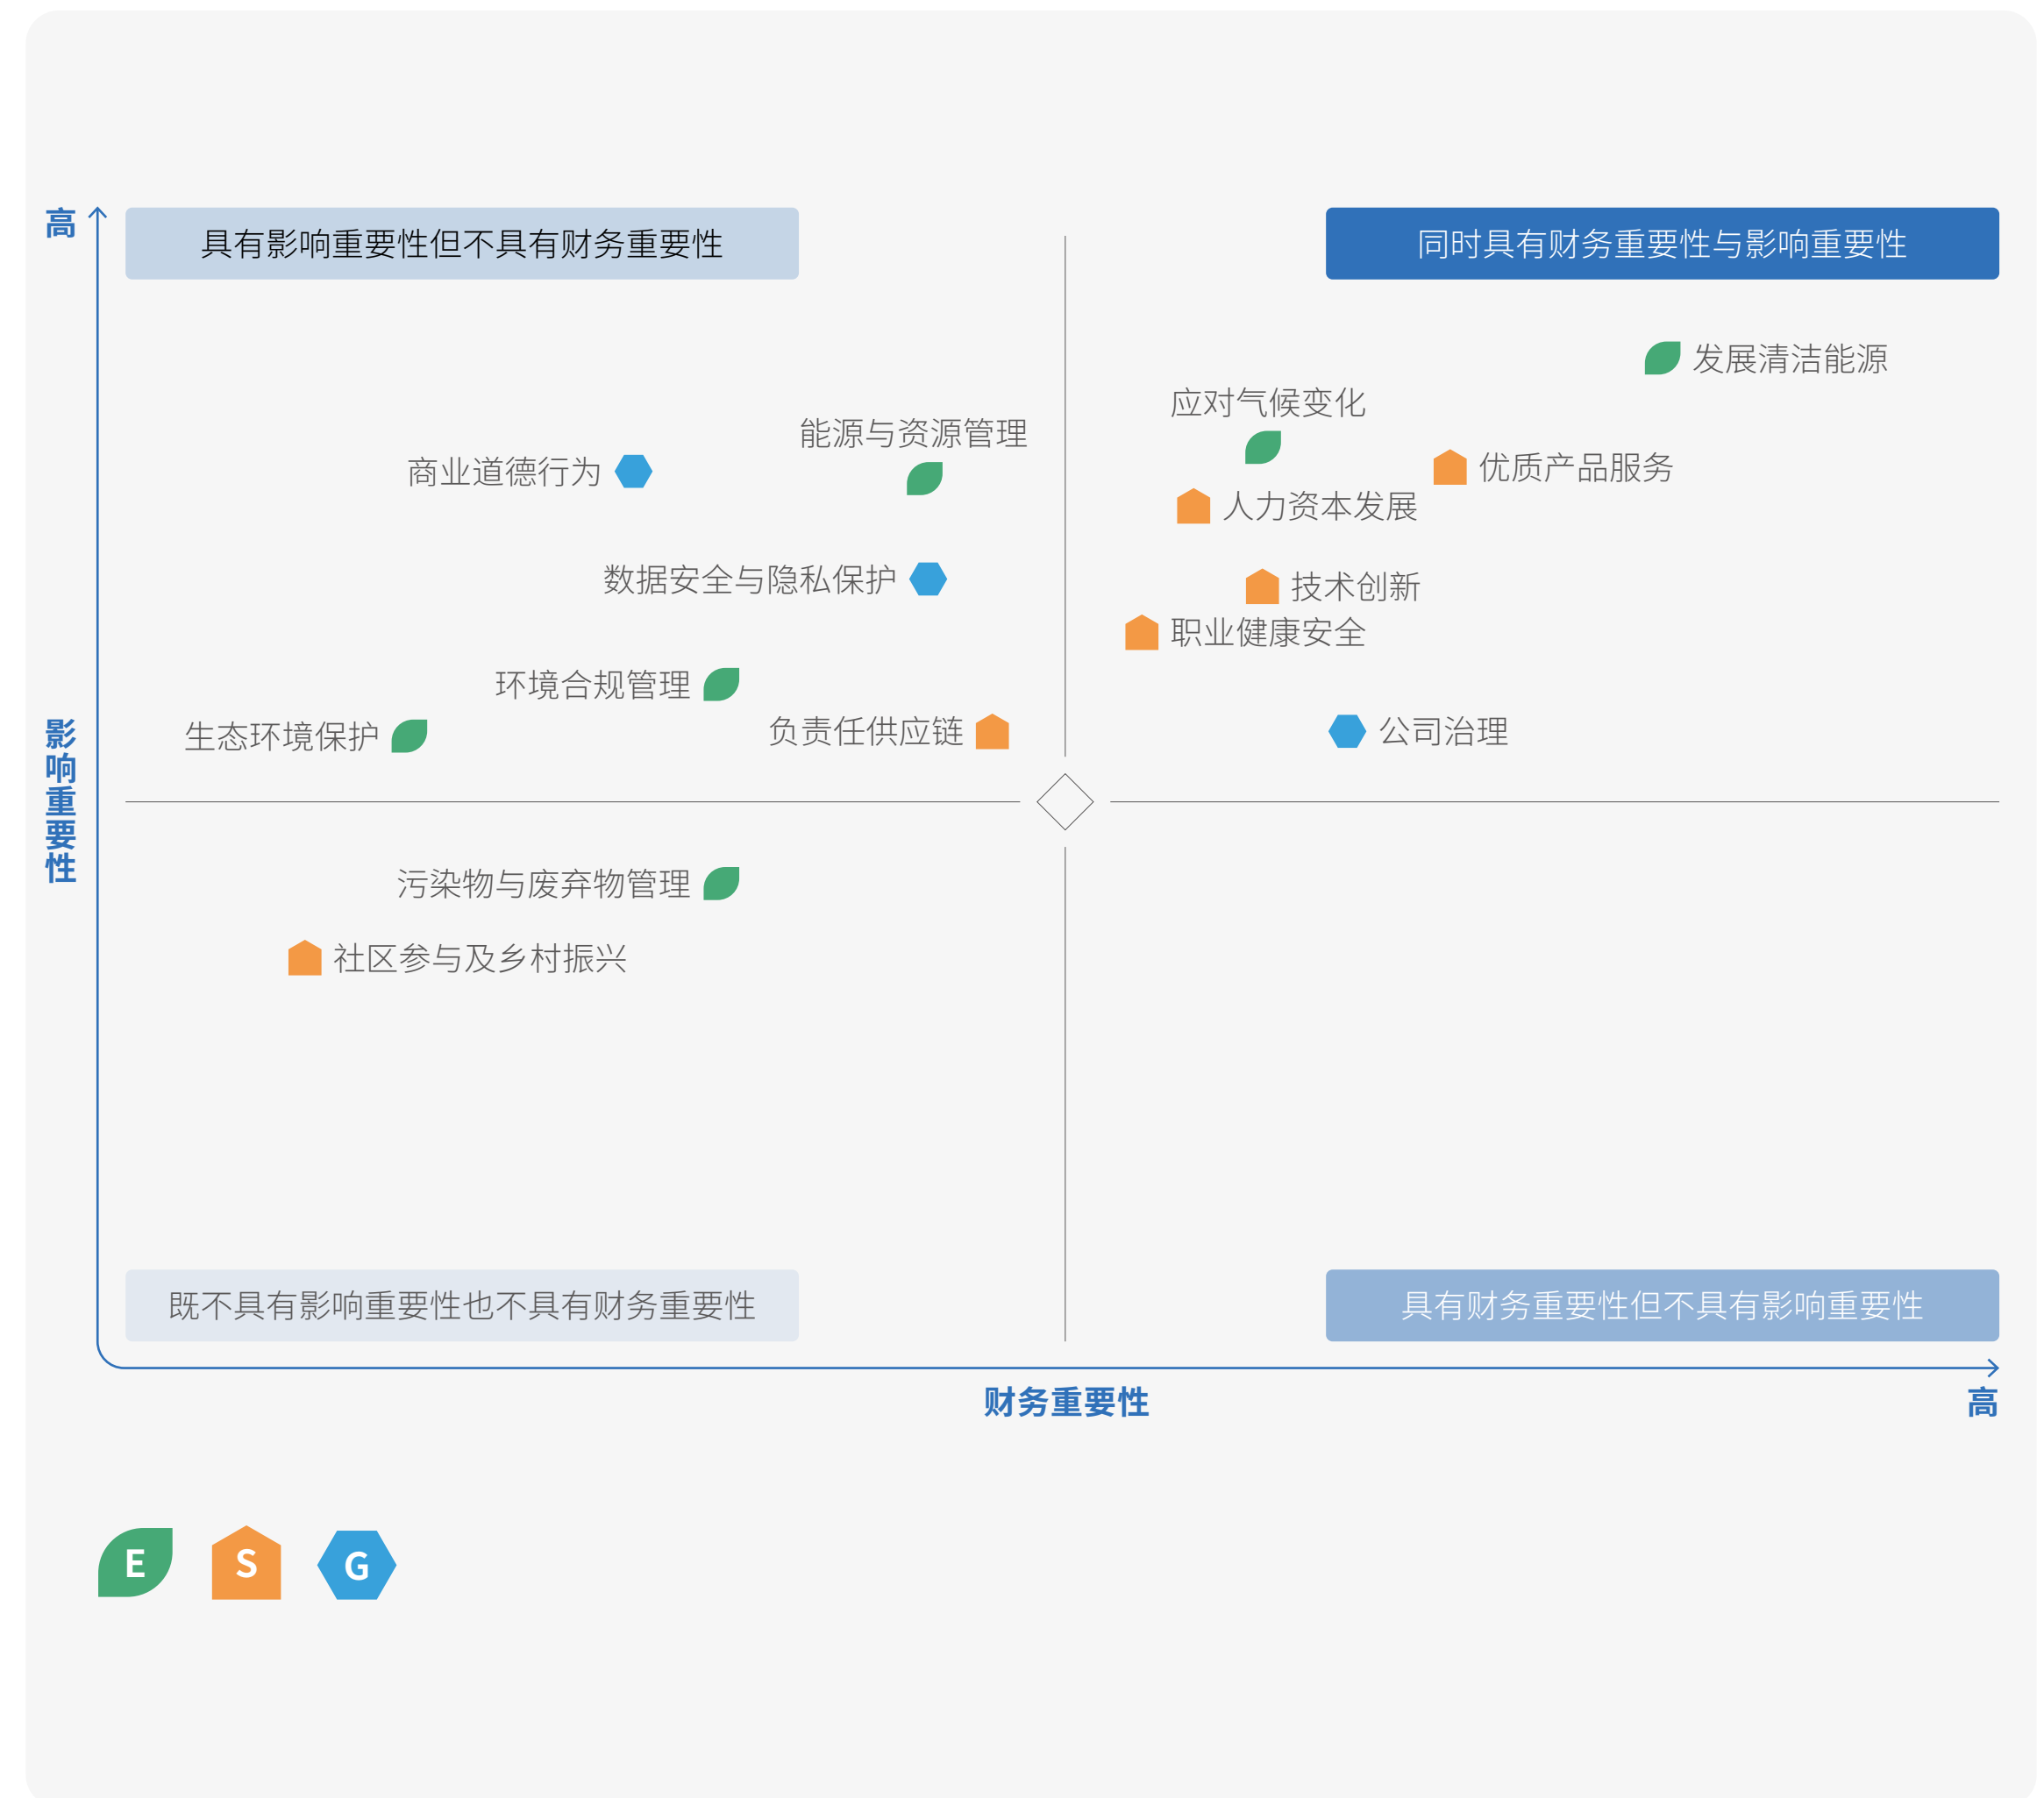 高
具有影响重要性但不具有财务重要性
同时具有财务重要性与影响重要性
发展清洁能源
应对气候变化
能源与资源管理
商业道德行为
优质产品服务
人力资本发展
数据安全与隐私保护
技术创新
职业健康安全
环境合规管理
生态环境保护
负责任供应链
公司治理
影响重要性
污染物与废弃物管理
社区参与及乡村振兴
既不具有影响重要性也不具有财务重要性
具有财务重要性但不具有影响重要性
财务重要性
高
E
S
G